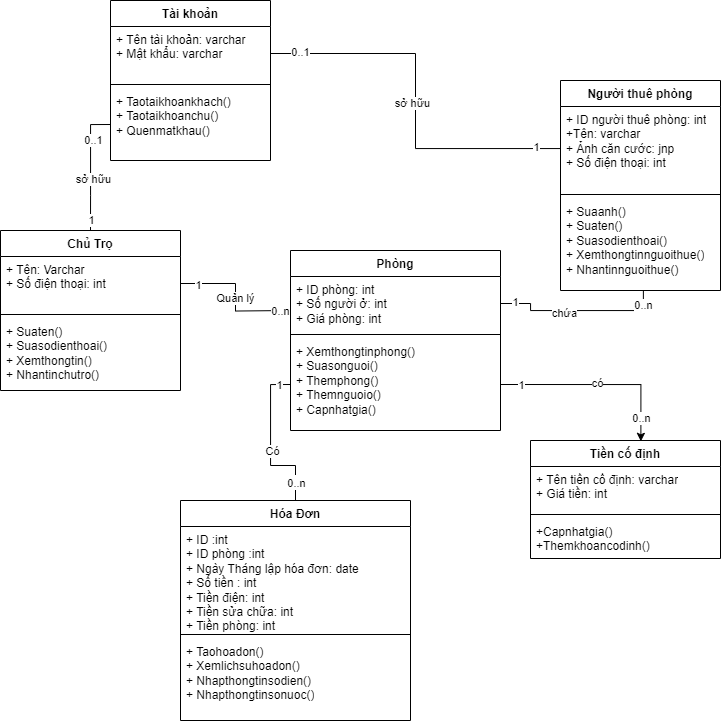 Tài khoản
+ Tên tài khoản: varchar
+ Mật khẩu: varchar
+ Taotaikhoankhach()
+ Taotaikhoanchu()
+ Quenmatkhau()
0..1
sở hữu
1
Người thuê phòng
+ ID người thuê phòng: int
+Tên: varchar
+ Ảnh căn cước: jnp
+ Số điện thoại: int
+ Suaanh()
+ Suaten()
+ Suasodienthoai()
+ Xemthongtinnguoithue()
+ Nhantinnguoithue()
0..1
sở hữu
1
Chủ Trọ
+ Tên: Varchar
+ Số điện thoại: int
+ Suaten()
+ Suasodienthoai()
+ Xemthongtin()
+ Nhantinchutro()
1
Quản lý
0..n
Phòng
+ ID phòng: int
+ Số người ở: int
+ Giá phòng: int
+ Xemthongtinphong()
+ Suasonguoi()
+ Themphong()
+ Themnguoio()
+ Capnhatgia()
1
chứa
0..n
1
có
0..n
Tiền cố định
+ Tên tiền cố định: varchar
+ Giá tiền: int
+Capnhatgia()
+Themkhoancodinh()
1
Có
0..n
Hóa Đơn
+ ID :int
+ ID phòng :int
+ Ngày Tháng lập hóa đơn: date
+ Số tiền : int
+ Tiền điện: int
+ Tiền sửa chữa: int
+ Tiền phòng: int
+ Taohoadon()
+ Xemlichsuhoadon()
+ Nhapthongtinsodien()
+ Nhapthongtinsonuoc()